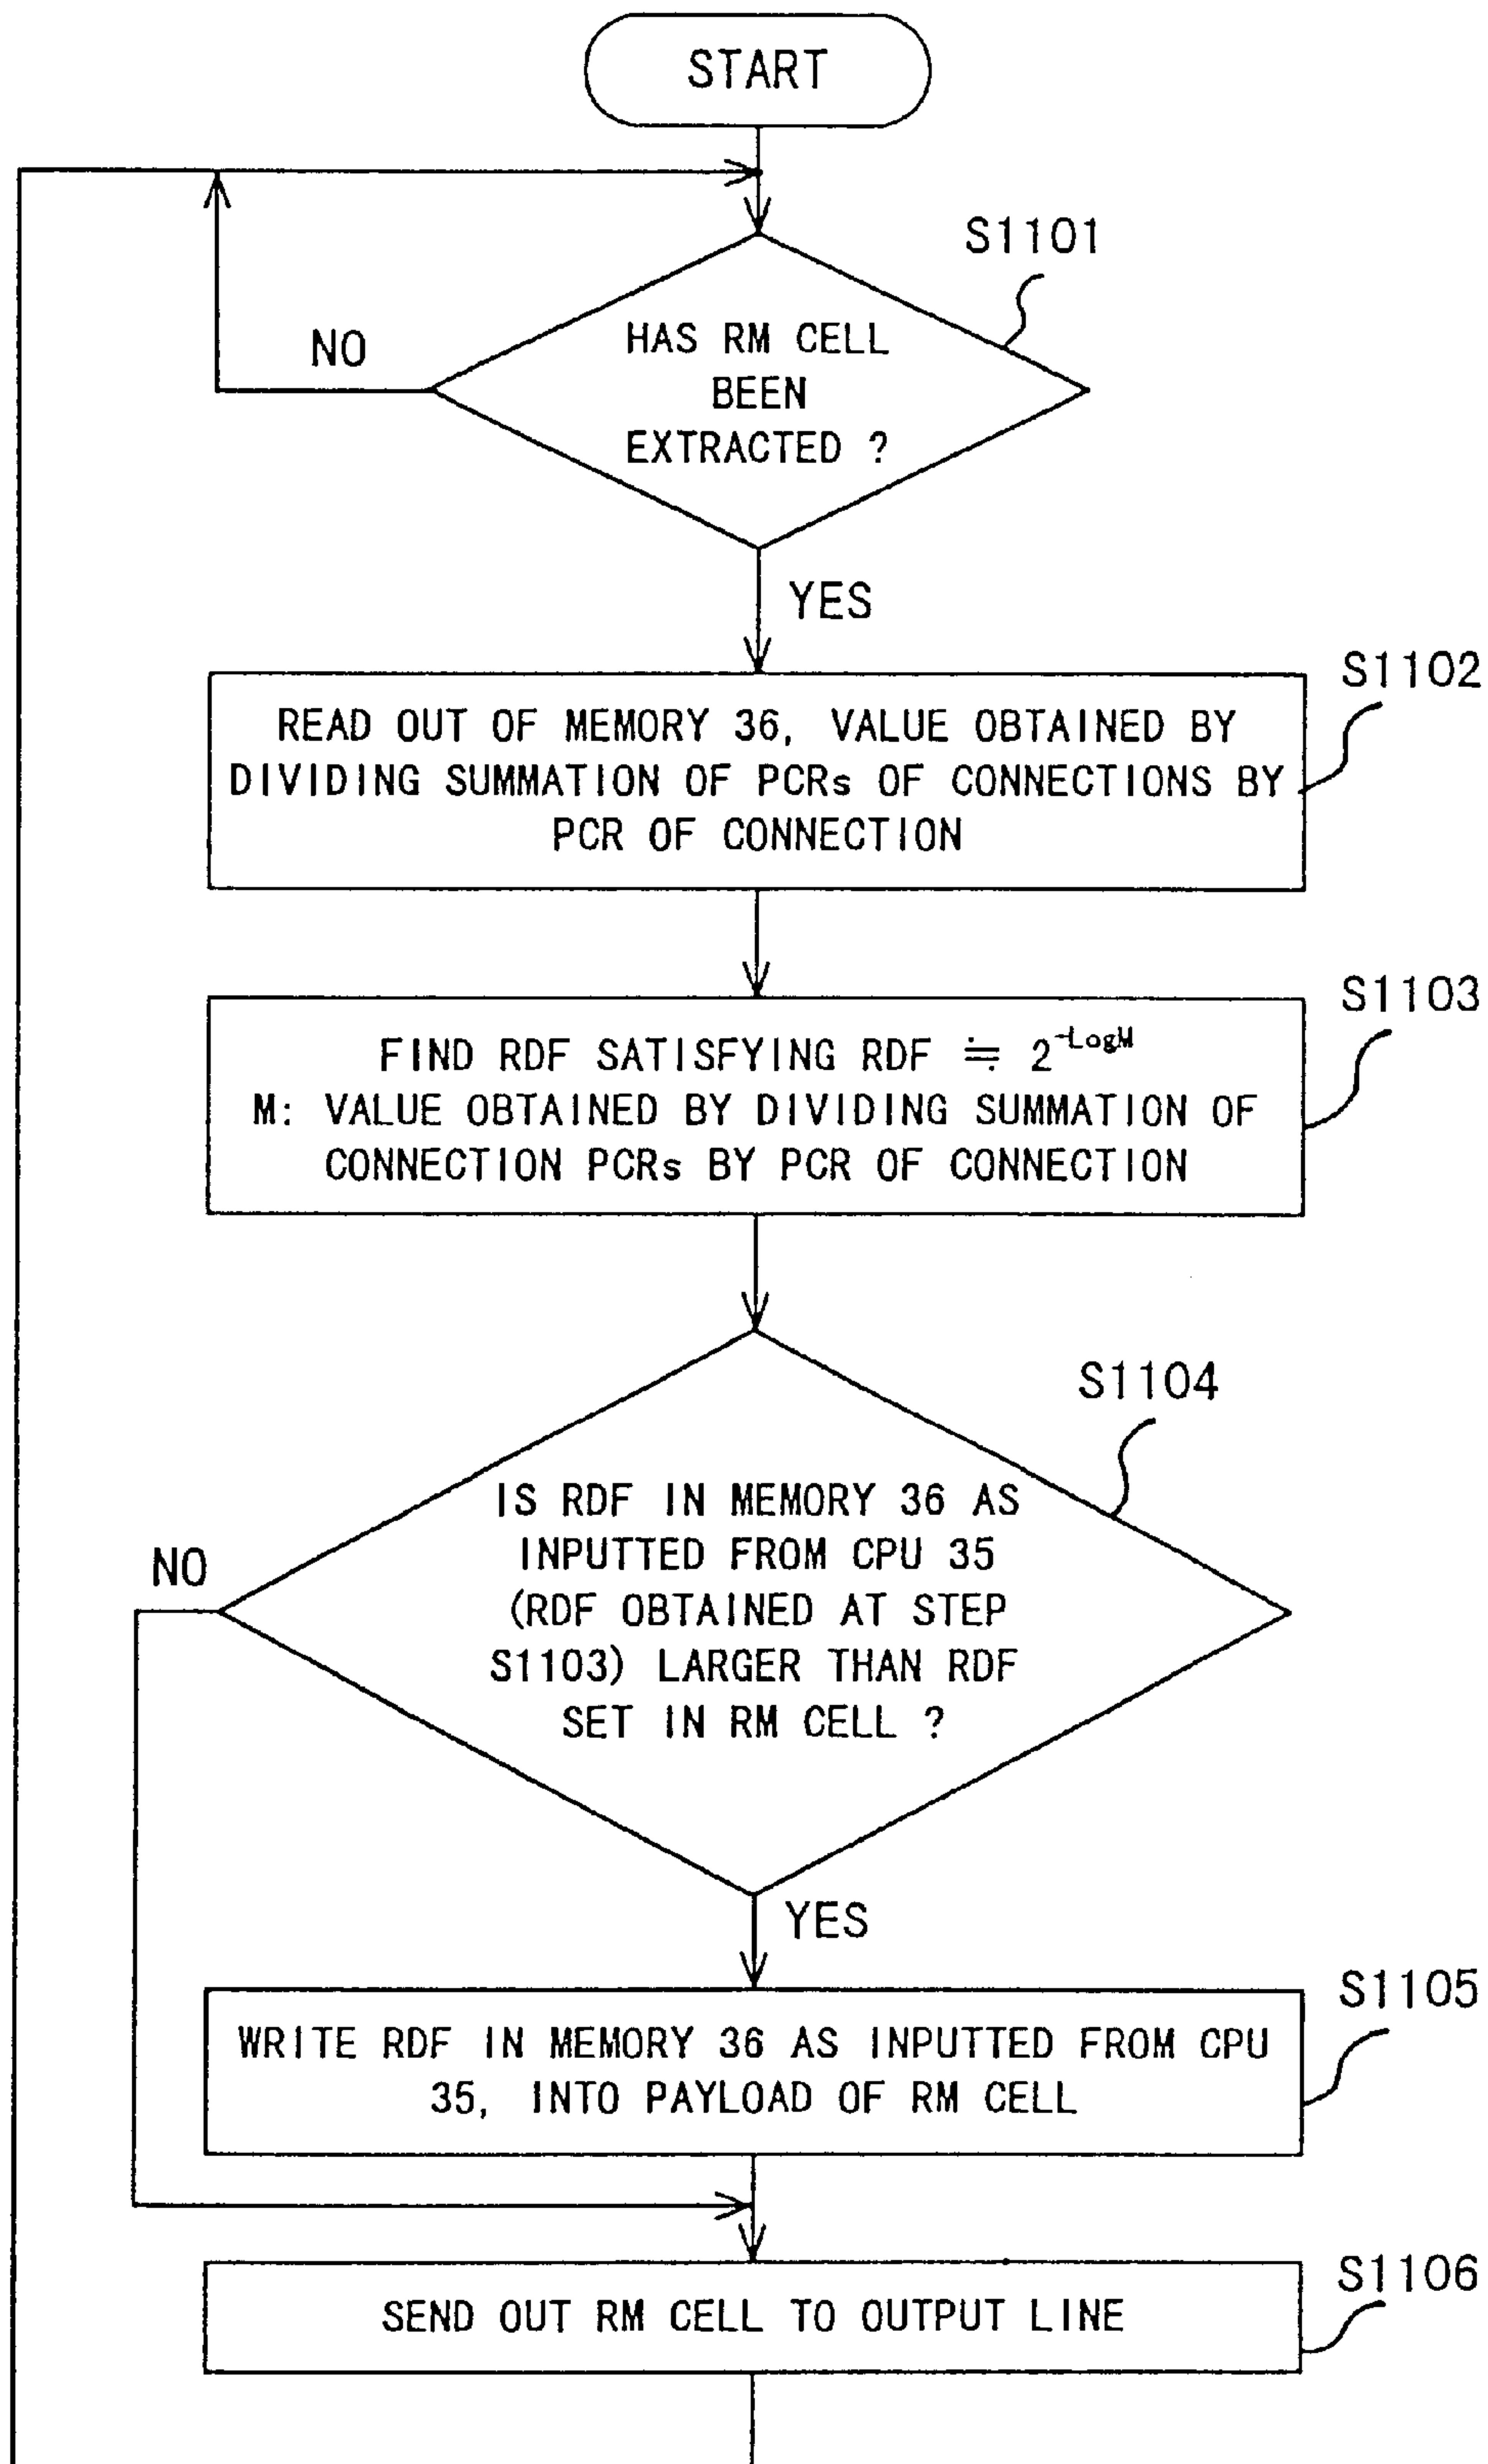 START
S1101
HAS RM CELL
BEEN
EXTRACTED ?
NO
YES
S1102
READ OUT OF MEMORY 36, VALUE OBTAINED BY
DIVIDING SUMMATION OF PCRs OF CONNECTIONS BY
PCR OF CONNECTION
S1103
FIND RDF SATISFYING RDF ≒ 2^-LogM
M: VALUE OBTAINED BY DIVIDING SUMMATION OF
CONNECTION PCRs BY PCR OF CONNECTION
S1104
IS RDF IN MEMORY 36 AS
INPUTTED FROM CPU 35
(RDF OBTAINED AT STEP
S1103) LARGER THAN RDF
SET IN RM CELL ?
NO
YES
S1105
WRITE RDF IN MEMORY 36 AS INPUTTED FROM CPU
35, INTO PAYLOAD OF RM CELL
S1106
SEND OUT RM CELL TO OUTPUT LINE